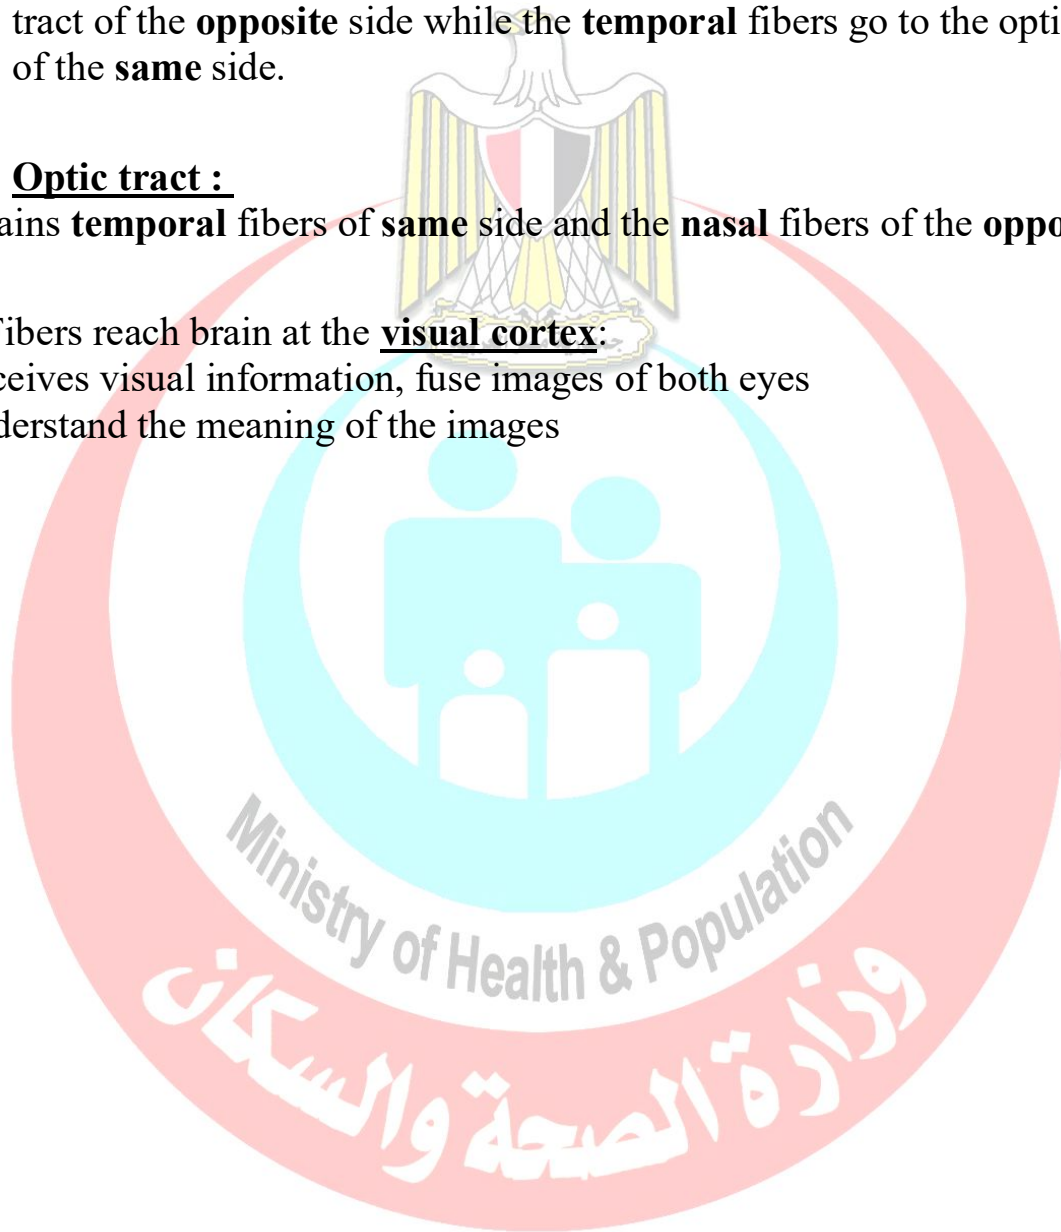 tract of the opposite side while the temporal fibers go to the opti
of the same side.
Optic tract :
ains temporal fibers of same side and the nasal fibers of the oppo
Fibers reach brain at the visual cortex:
ceives visual information, fuse images of both eyes
derstand the meaning of the images
Ministry of Health & Population
وزارة الصحة والسكان